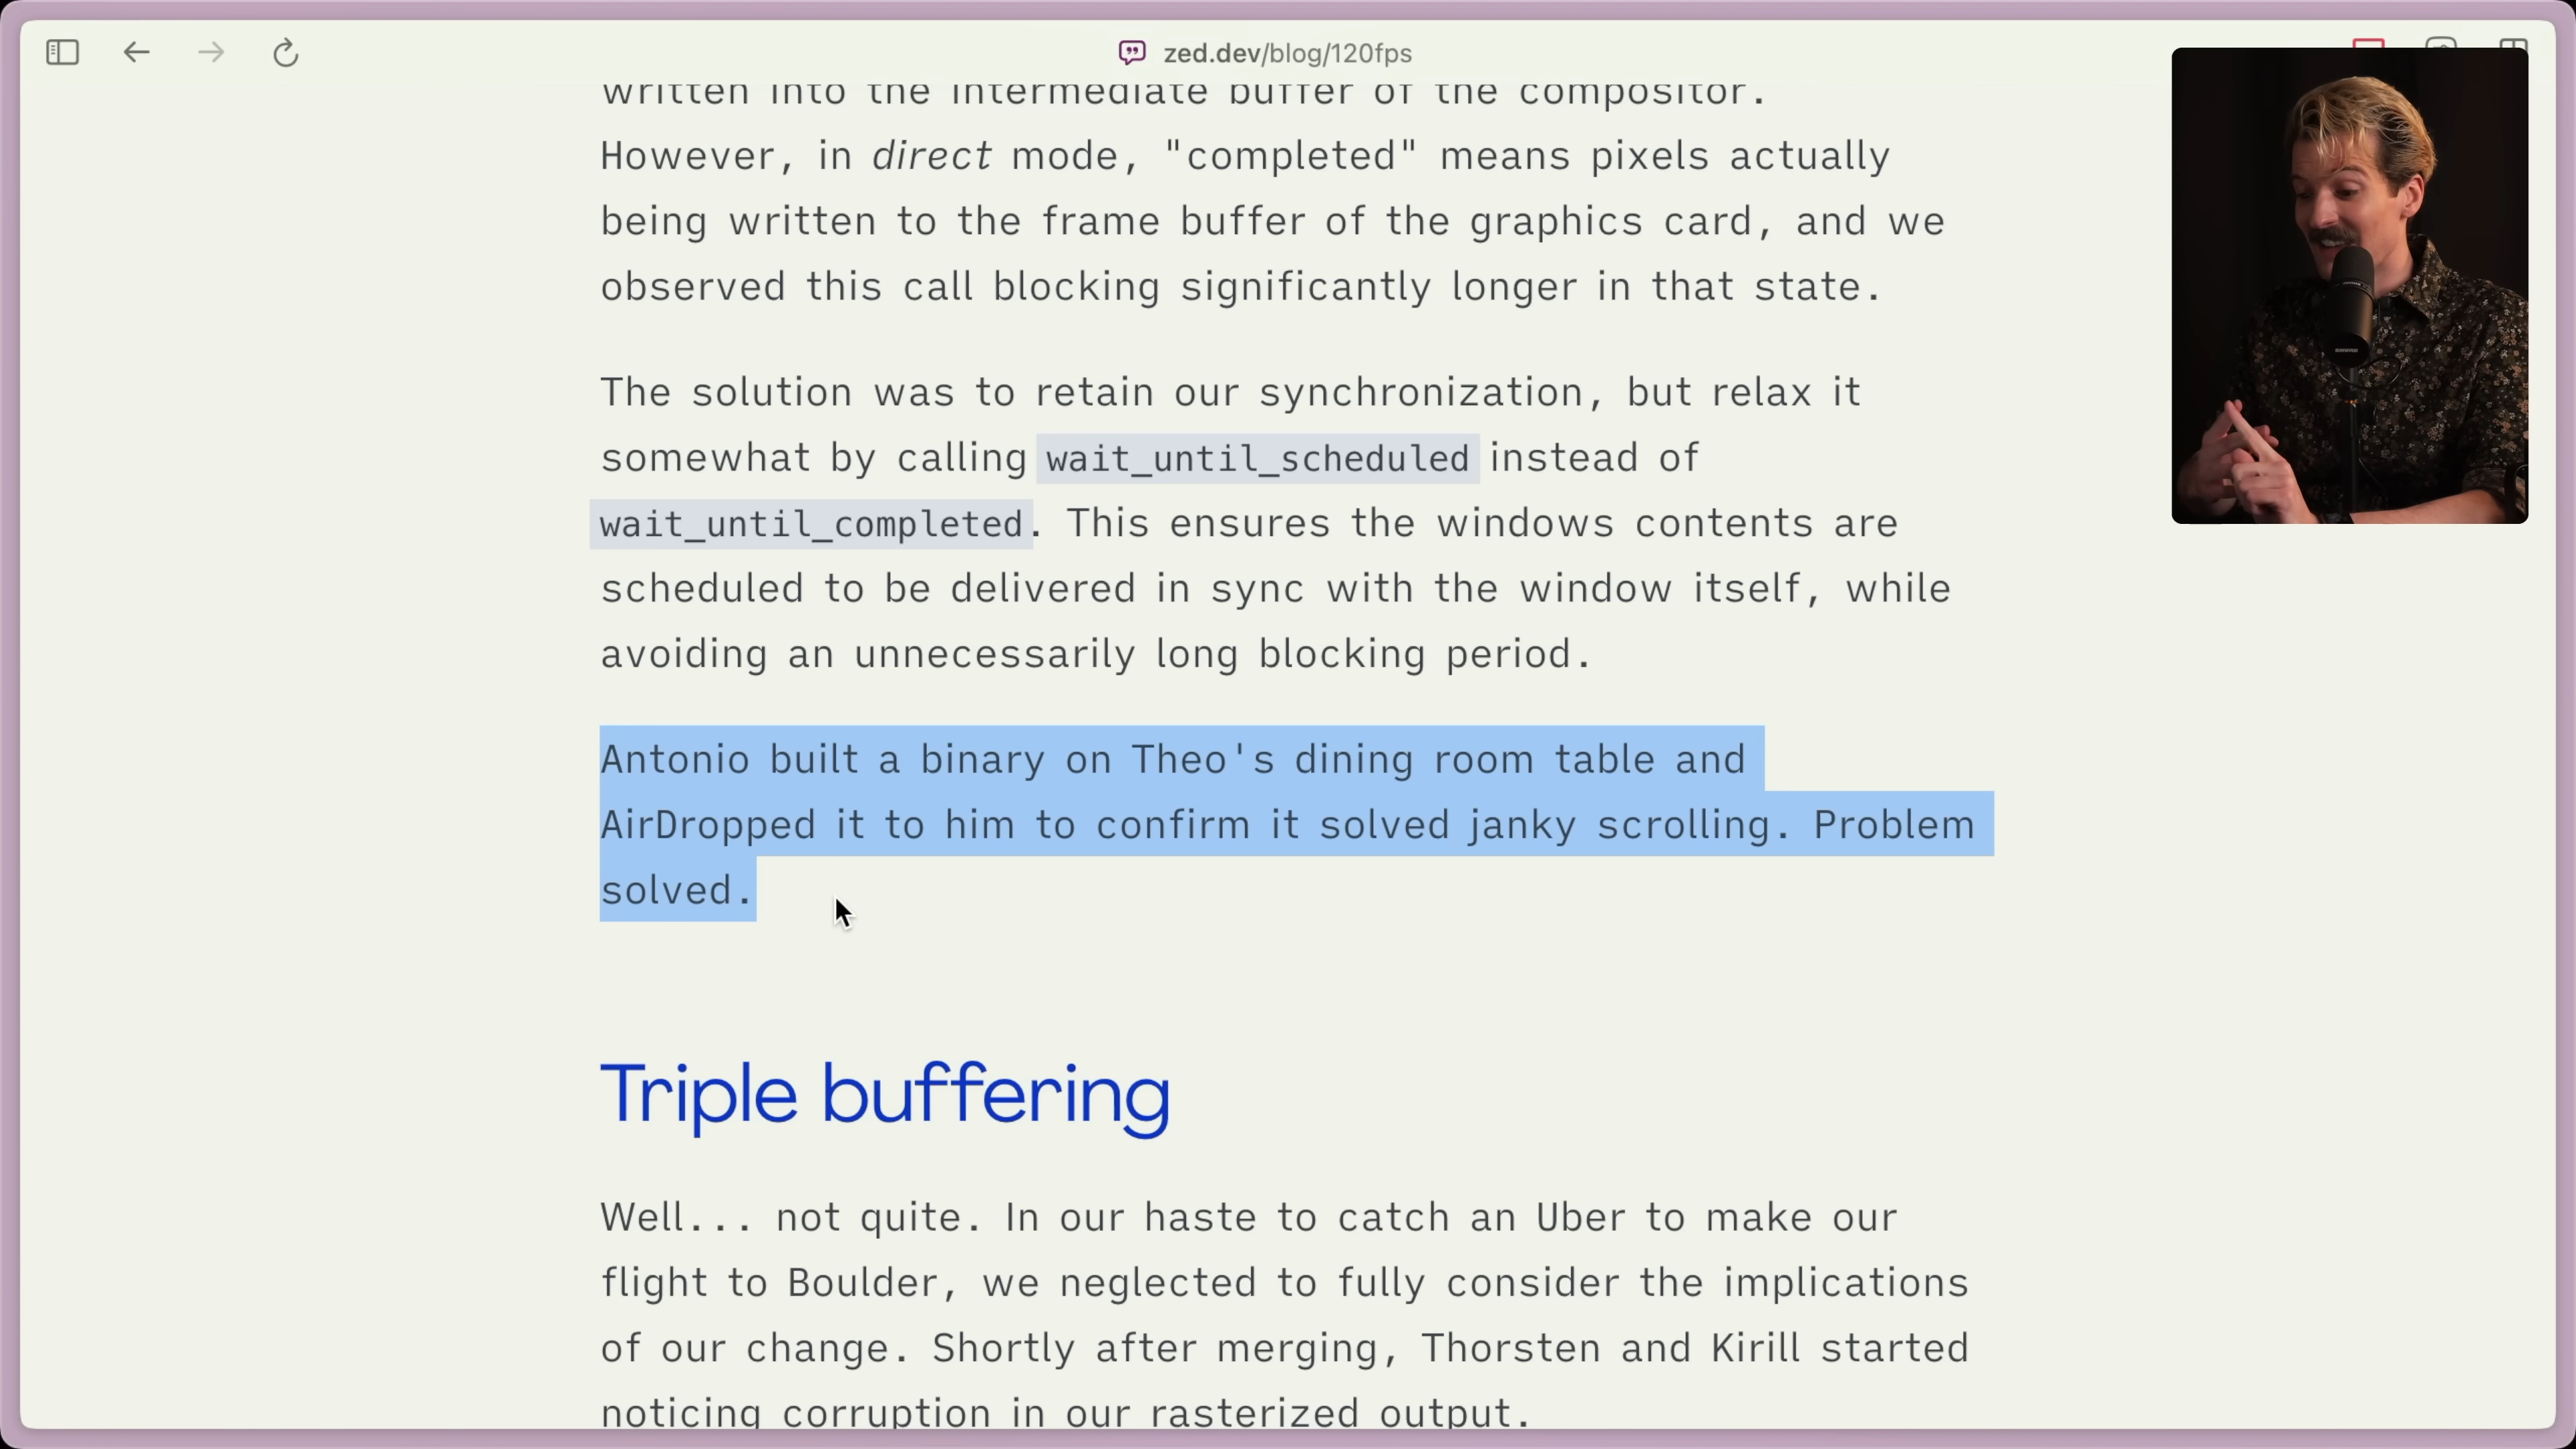 zed.dev/blog/120fps
written into the intermediate buffer of the compositor.
However, in direct mode, "completed" means pixels actually
being written to the frame buffer of the graphics card, and we
observed this call blocking significantly longer in that state.
The solution was to retain our synchronization, but relax it
somewhat by calling wait_until_scheduled instead of
wait_until_completed. This ensures the windows contents are
scheduled to be delivered in sync with the window itself, while
avoiding an unnecessarily long blocking period.
Antonio built a binary on Theo's dining room table and
AirDropped it to him to confirm it solved janky scrolling. Problem
solved.
Triple buffering
Well... not quite. In our haste to catch an Uber to make our
flight to Boulder, we neglected to fully consider the implications
of our change. Shortly after merging, Thorsten and Kirill started
noticing corruption in our rasterized output.